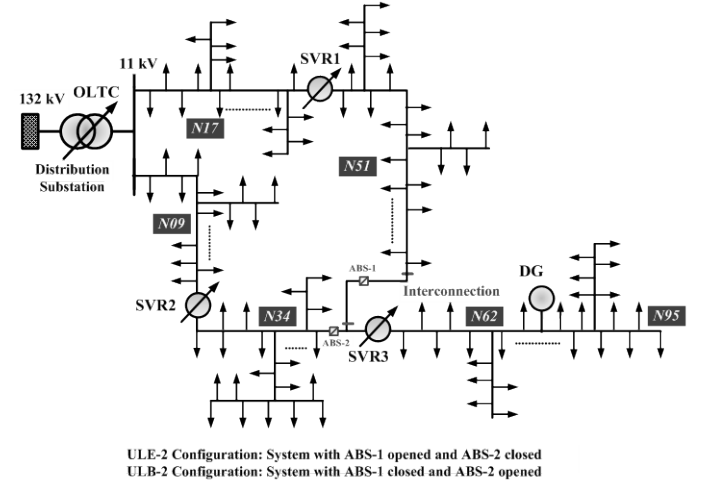 SVR1
11 kV
OLTC
132 kV
N17
Distribution
Substation
N51
N09
ABS-1
DG
Interconnection
SVR2
N34
N62
N95
ABS-2
SVR3
ULE-2 Configuration: System with ABS-1 opened and ABS-2 closed
ULB-2 Configuration: System with ABS-1 closed and ABS-2 opened